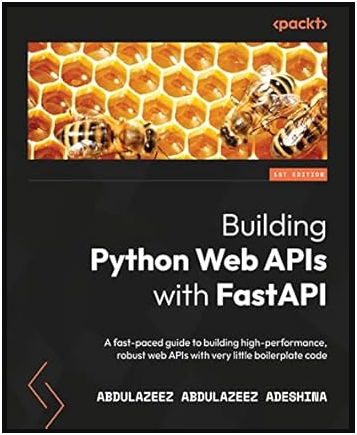 <packt>
1ST EDITION
Building
Python Web APIs
with FastAPI
A fast-paced guide to building high-performance,
robust web APIs with very little boilerplate code
ABDULAZEEZ ABDULAZEEZ ADESHINA